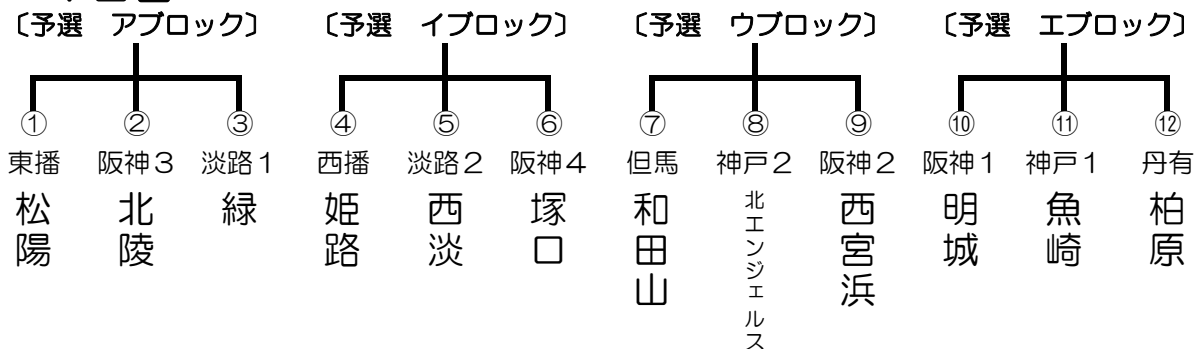 〔予選　アブロック〕　〔予選　イブロック〕　〔予選　ウブロック〕　〔予選　エブロック〕
① ② ③ ④ ⑤ ⑥ ⑦ ⑧ ⑨ ⑩ ⑪ ⑫
東播 阪神３ 淡路１ 西播 淡路２ 阪神４ 但馬 神戸２ 阪神２ 阪神１ 神戸１ 丹有
松陽 北陵 緑 姫路 西淡 塚口 和田山 北エンジェルス 西宮浜 明城 魚崎 柏原